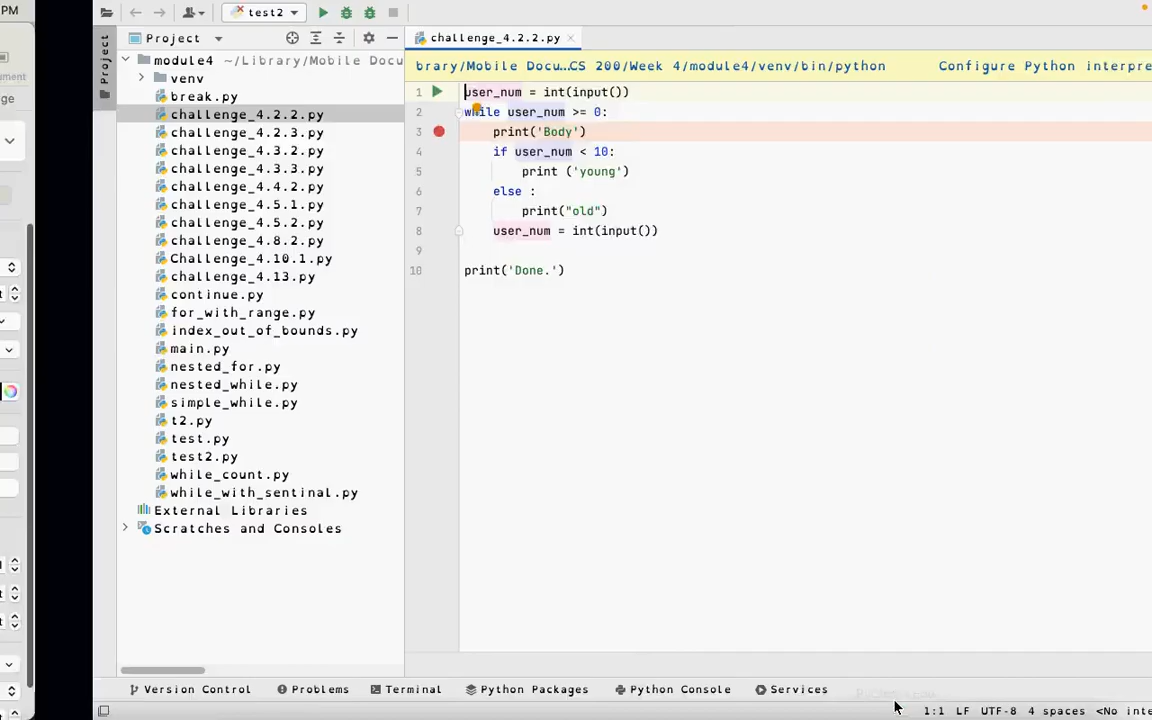 PM
test2
Project
challenge_4.2.2.py
Project
module4 ~/Library/Mobile Docu
brary/Mobile Docu...CS 200/Week 4/module4/venv/bin/python
Configure Python interpre
venv
break.py
challenge_4.2.2.py
challenge_4.2.3.py
challenge_4.3.2.py
challenge_4.3.3.py
challenge_4.4.2.py
challenge_4.5.1.py
challenge_4.5.2.py
challenge_4.8.2.py
Challenge_4.10.1.py
challenge_4.13.py
continue.py
for_with_range.py
index_out_of_bounds.py
main.py
nested_for.py
nested_while.py
simple_while.py
t2.py
test.py
test2.py
while_count.py
while_with_sentinal.py
External Libraries
Scratches and Consoles
1 user_num = int(input())
2 while user_num >= 0:
3 print('Body')
4 if user_num < 10:
5 print ('young')
6 else :
7 print("old")
8 user_num = int(input())
9
10 print('Done.')
ument
ge
Version Control
Problems
Terminal
Python Packages
Python Console
Services
1:1 LF UTF-8 4 spaces <No inte